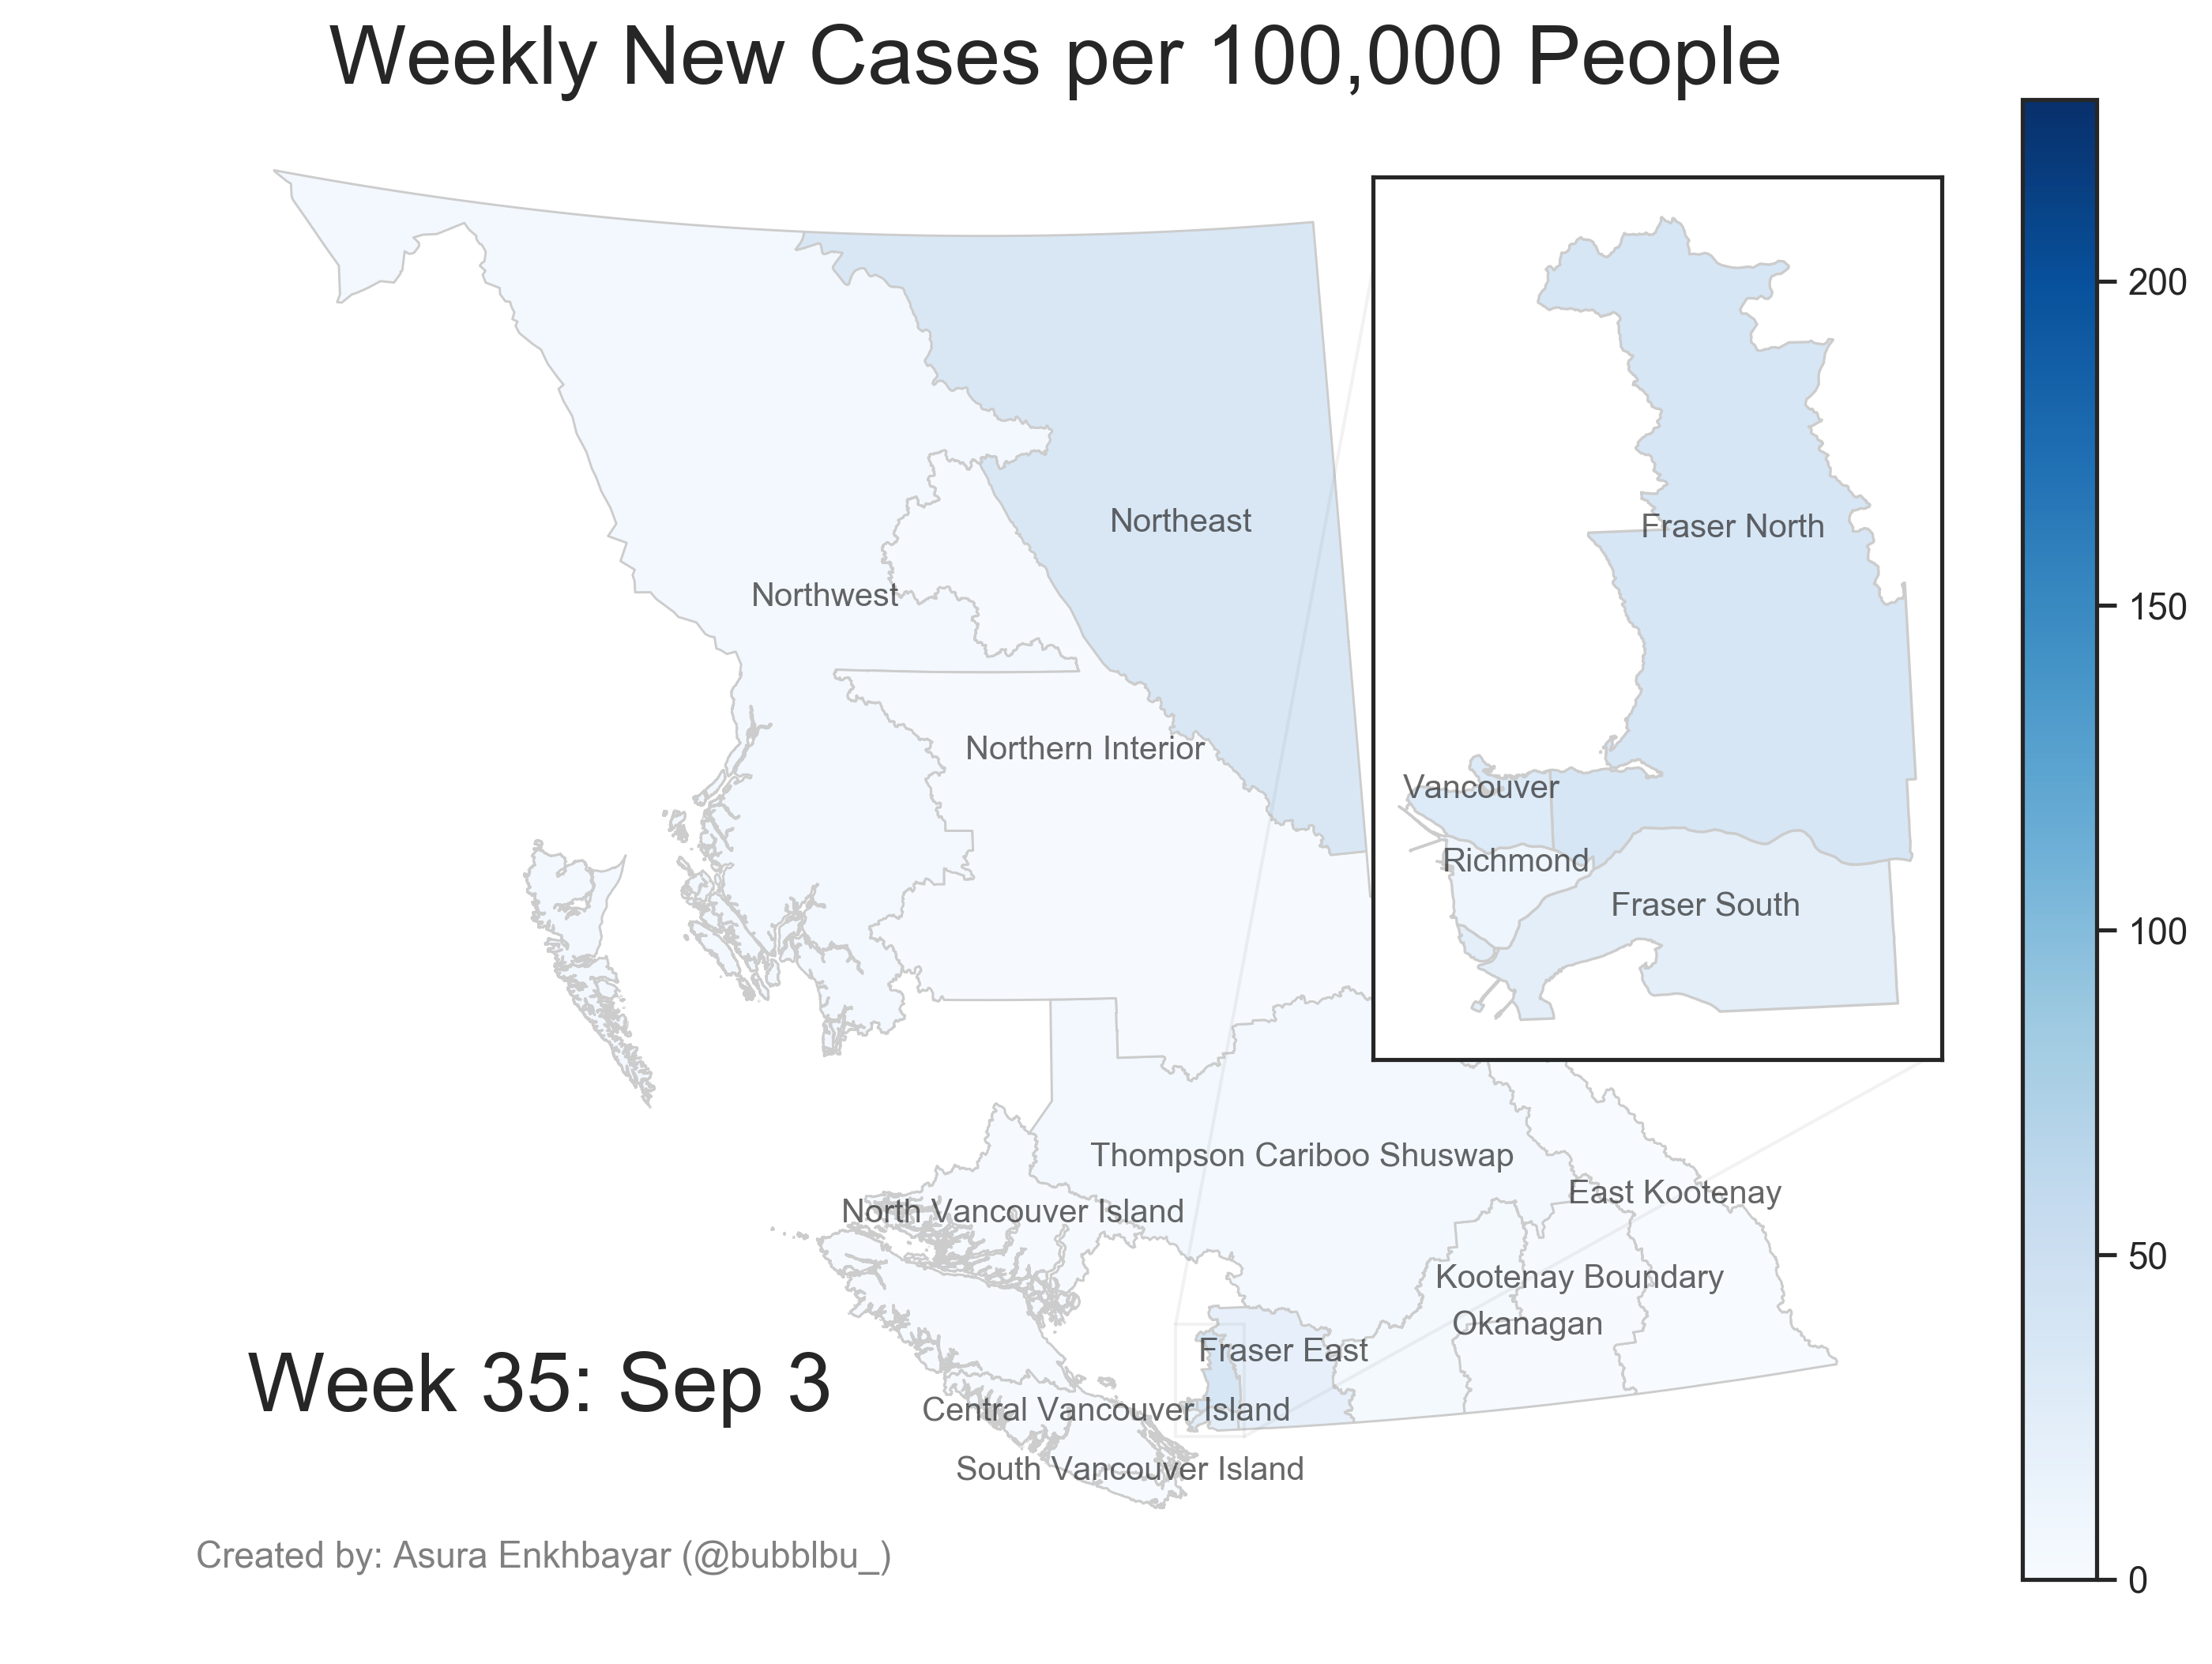 Weekly New Cases per 100,000 People
200
150
100
50
0
Northeast
Fraser North
Northwest
Northern Interior
Vancouver
Richmond
Fraser South
Thompson Cariboo Shuswap
East Kootenay
North Vancouver Island
Kootenay Boundary
Okanagan
Fraser East
Week 35: Sep 3
Central Vancouver Island
South Vancouver Island
Created by: Asura Enkhbayar (@bubblbu_)